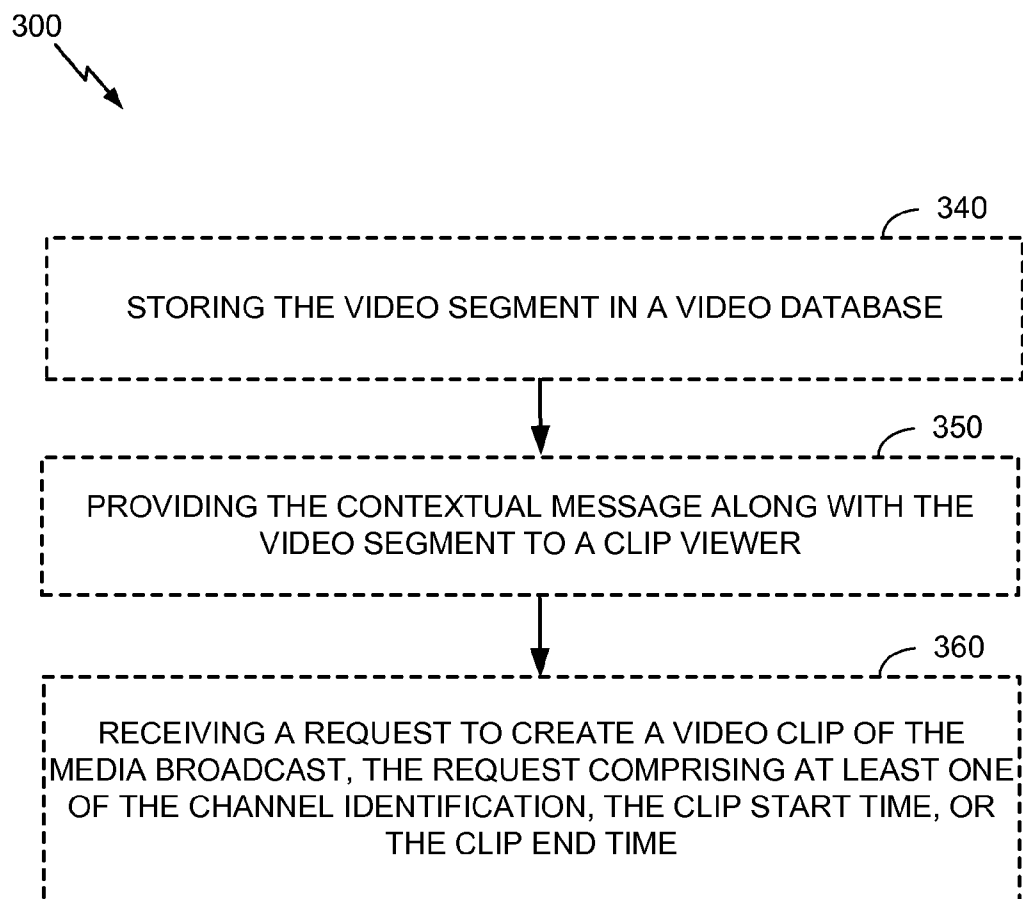 300
340
STORING THE VIDEO SEGMENT IN A VIDEO DATABASE
350
PROVIDING THE CONTEXTUAL MESSAGE ALONG WITH THE
VIDEO SEGMENT TO A CLIP VIEWER
360
RECEIVING A REQUEST TO CREATE A VIDEO CLIP OF THE
MEDIA BROADCAST, THE REQUEST COMPRISING AT LEAST ONE
OF THE CHANNEL IDENTIFICATION, THE CLIP START TIME, OR
THE CLIP END TIME